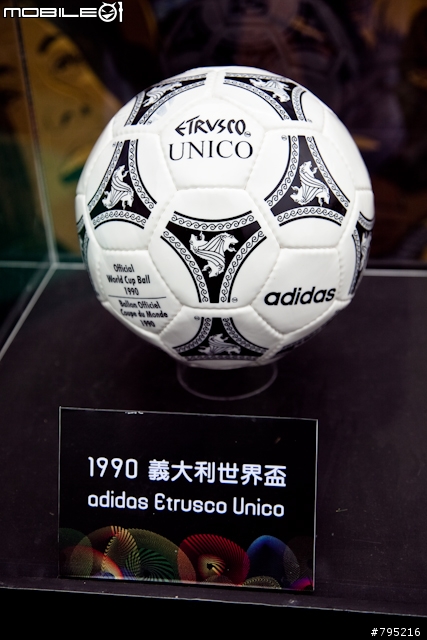 MOBILE01
ETRUSCO
UNICO
Official
World Cup Ball
1990
Ballon Officiel
Coupe du Monde
1990
adidas
1990 義大利世界盃
adidas Etrusco Unico
#795216